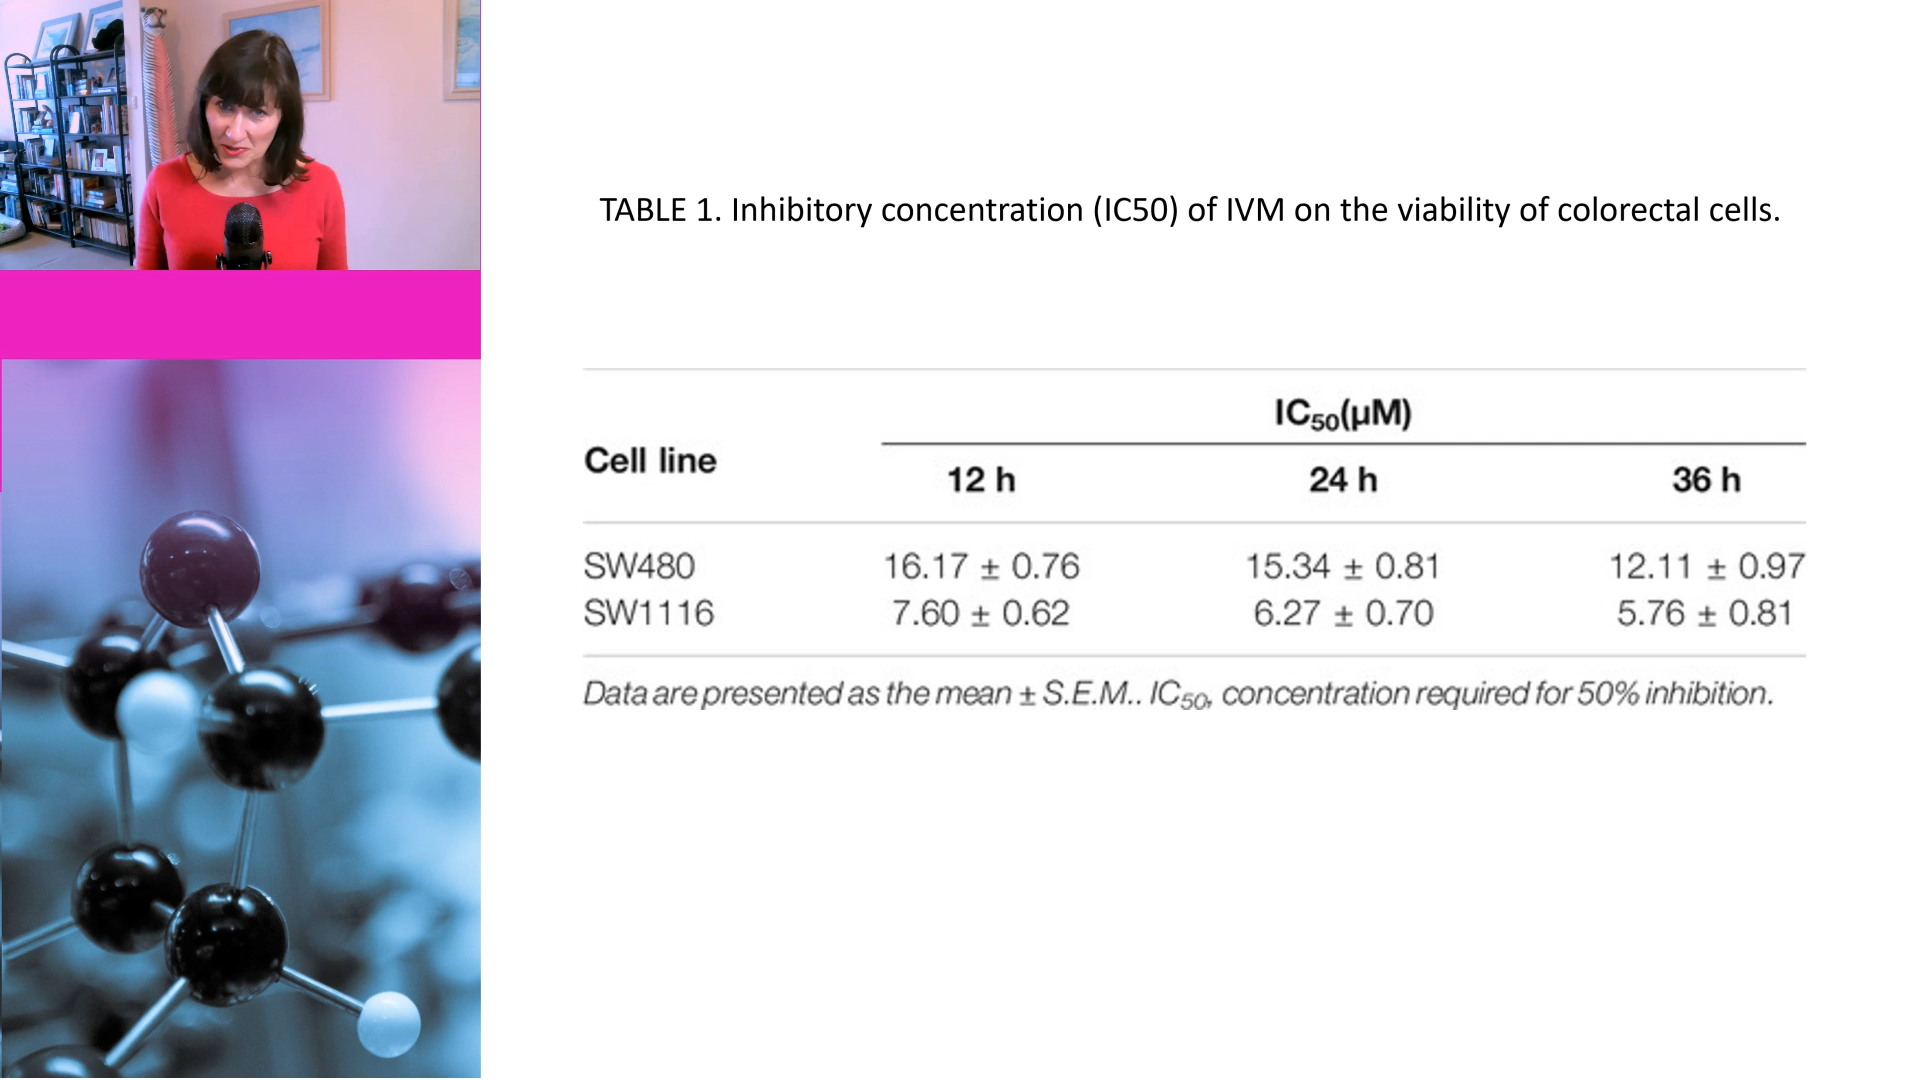 TABLE 1. Inhibitory concentration (IC50) of IVM on the viability of colorectal cells.
IC50(µM)
Cell line
12 h 24 h 36 h
SW480 16.17 ± 0.76 15.34 ± 0.81 12.11 ± 0.97
SW1116 7.60 ± 0.62 6.27 ± 0.70 5.76 ± 0.81
Data are presented as the mean ± S.E.M.. IC50, concentration required for 50% inhibition.